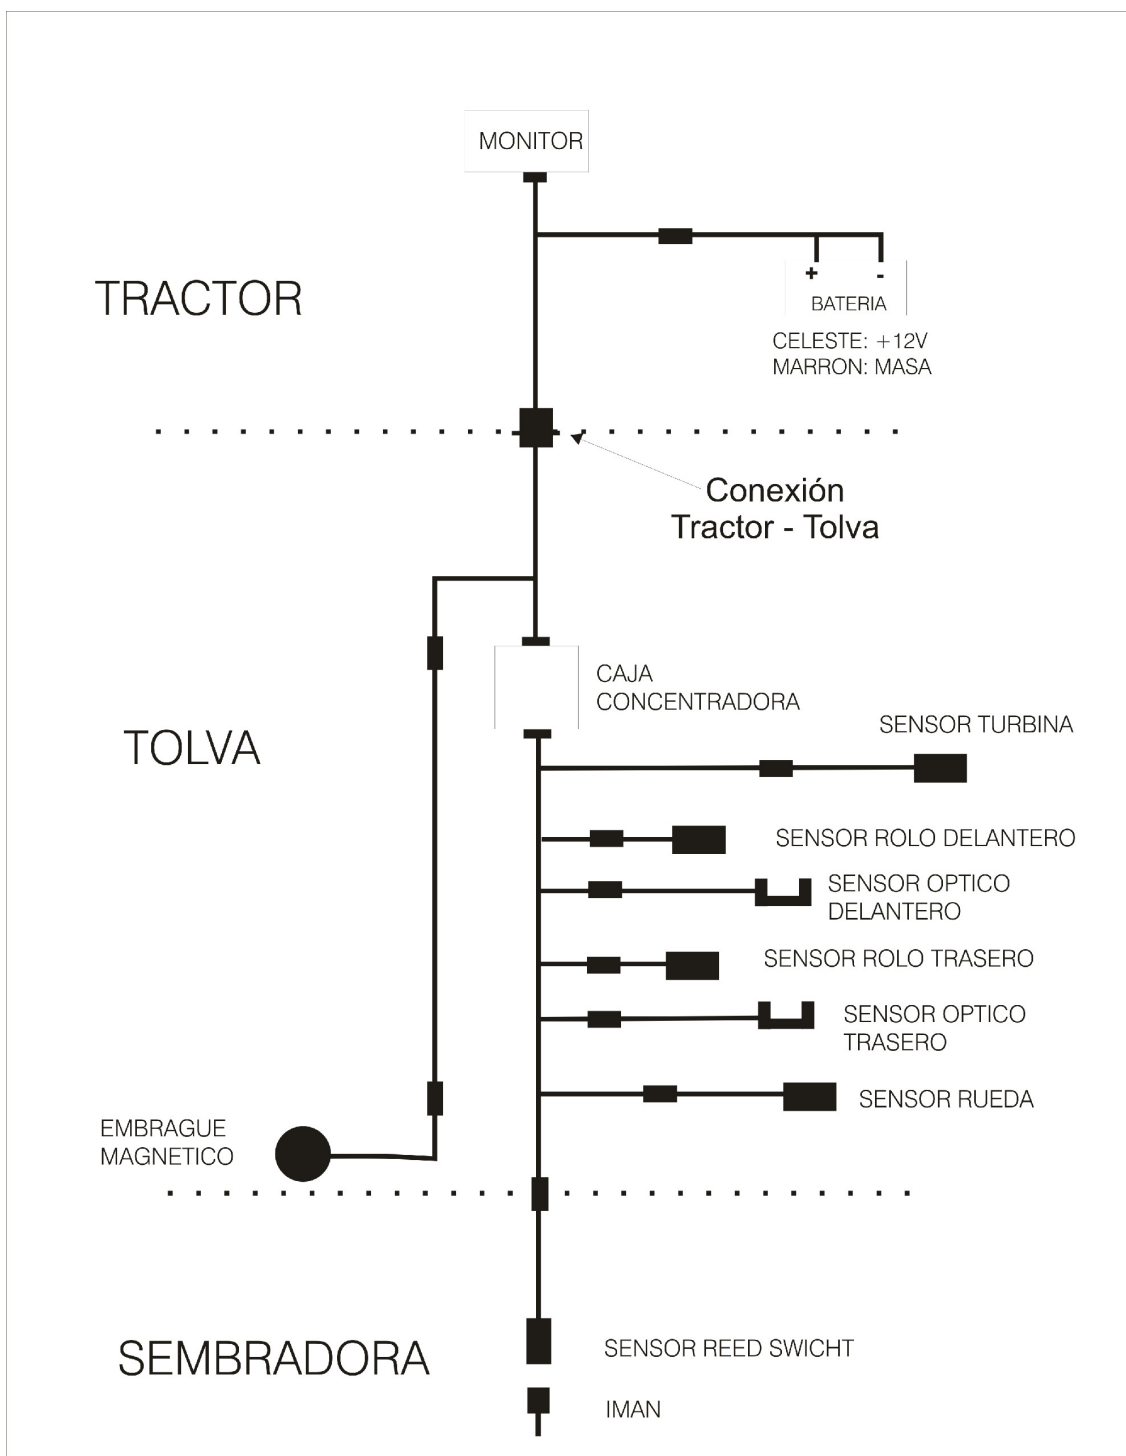 MONITOR
+ -
BATERIA
CELESTE: +12V
MARRON: MASA
TRACTOR
Conexión
Tractor - Tolva
CAJA
CONCENTRADORA
TOLVA
SENSOR TURBINA
SENSOR ROLO DELANTERO
SENSOR OPTICO
DELANTERO
SENSOR ROLO TRASERO
SENSOR OPTICO
TRASERO
SENSOR RUEDA
EMBRAGUE
MAGNETICO
SEMBRADORA
SENSOR REED SWICHT
IMAN